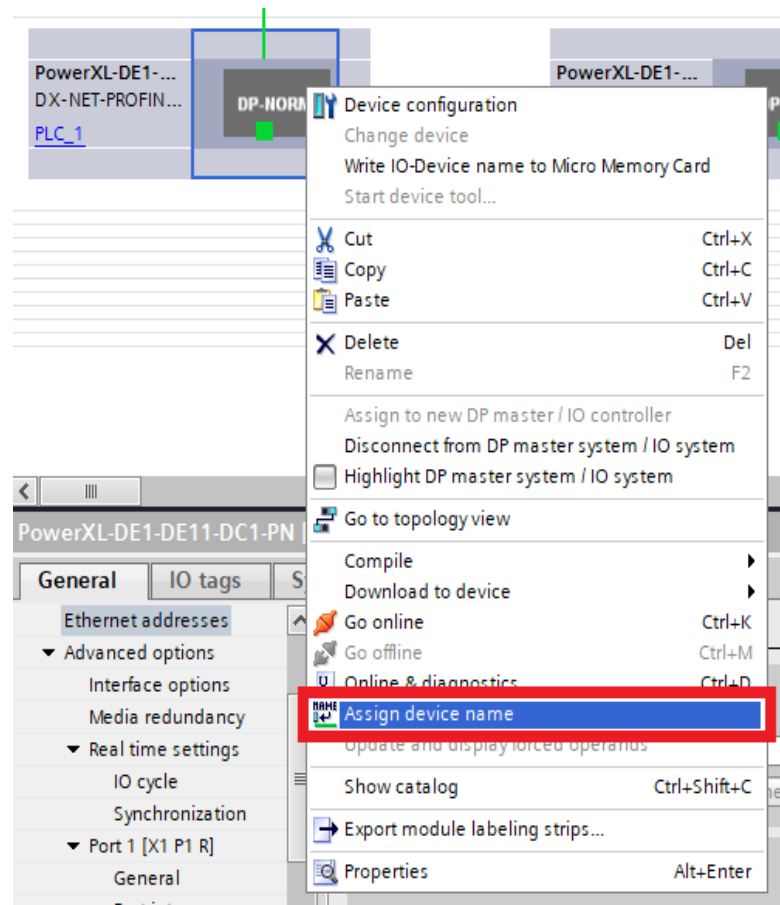 PowerXL-DE1-...
DX-NET-PROFIN...
PLC_1
DP-NORM
PowerXL-DE1-...
Device configuration
Change device
Write IO-Device name to Micro Memory Card
Start device tool...
Cut Ctrl+X
Copy Ctrl+C
Paste Ctrl+V
Delete Del
Rename F2
Assign to new DP master / IO controller
Disconnect from DP master system / IO system
Highlight DP master system / IO system
Go to topology view
Compile
Download to device
Go online Ctrl+K
Go offline Ctrl+M
Online & diagnostics Ctrl+D
NAME
Assign device name
Update and display forced operands
Show catalog Ctrl+Shift+C
Export module labeling strips...
Properties Alt+Enter
PowerXL-DE1-DE11-DC1-PN
General IO tags
Ethernet addresses
Advanced options
Interface options
Media redundancy
Real time settings
IO cycle
Synchronization
Port 1 [X1 P1 R]
General